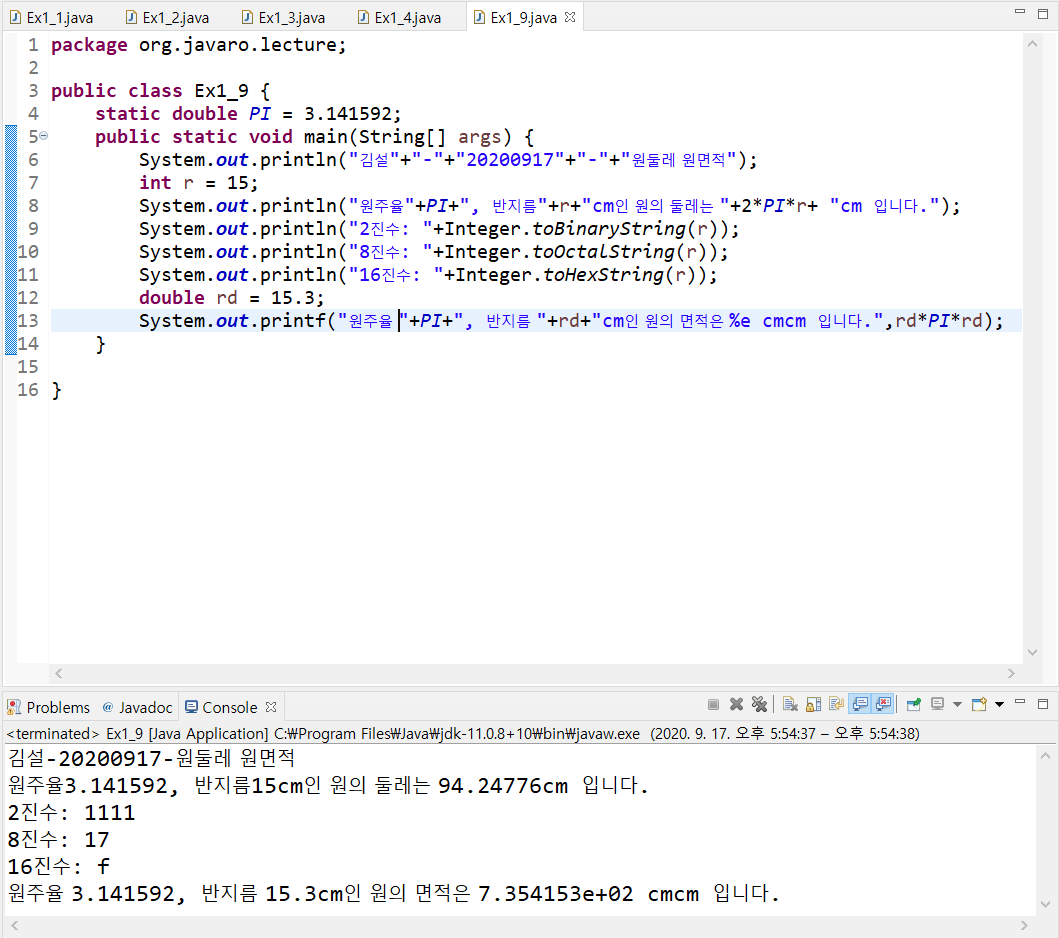 Ex1_1.java Ex1_2.java Ex1_3.java Ex1_4.java Ex1_9.java
1 package org.javaro.lecture;
2
3 public class Ex1_9 {
4 static double PI = 3.141592;
5 public static void main(String[] args) {
6 System.out.println("김설"+"-"+"20200917"+"-"+"원둘레 원면적");
7 int r = 15;
8 System.out.println("원주율"+PI+", 반지름"+r+"cm인 원의 둘레는 "+2*PI*r+ "cm 입니다.");
9 System.out.println("2진수: "+Integer.toBinaryString(r));
10 System.out.println("8진수: "+Integer.toOctalString(r));
11 System.out.println("16진수: "+Integer.toHexString(r));
12 double rd = 15.3;
13 System.out.printf("원주율 "+PI+", 반지름 "+rd+"cm인 원의 면적은 %e cmcm 입니다.",rd*PI*rd);
14 }
15
16 }
Problems @ Javadoc Console
<terminated> Ex1_9 [Java Application] C:₩Program Files₩Java₩jdk-11.0.8+10₩bin₩javaw.exe (2020. 9. 17. 오후 5:54:37 – 오후 5:54:38)
김설-20200917-원둘레 원면적
원주율3.141592, 반지름15cm인 원의 둘레는 94.24776cm 입니다.
2진수: 1111
8진수: 17
16진수: f
원주율 3.141592, 반지름 15.3cm인 원의 면적은 7.354153e+02 cmcm 입니다.